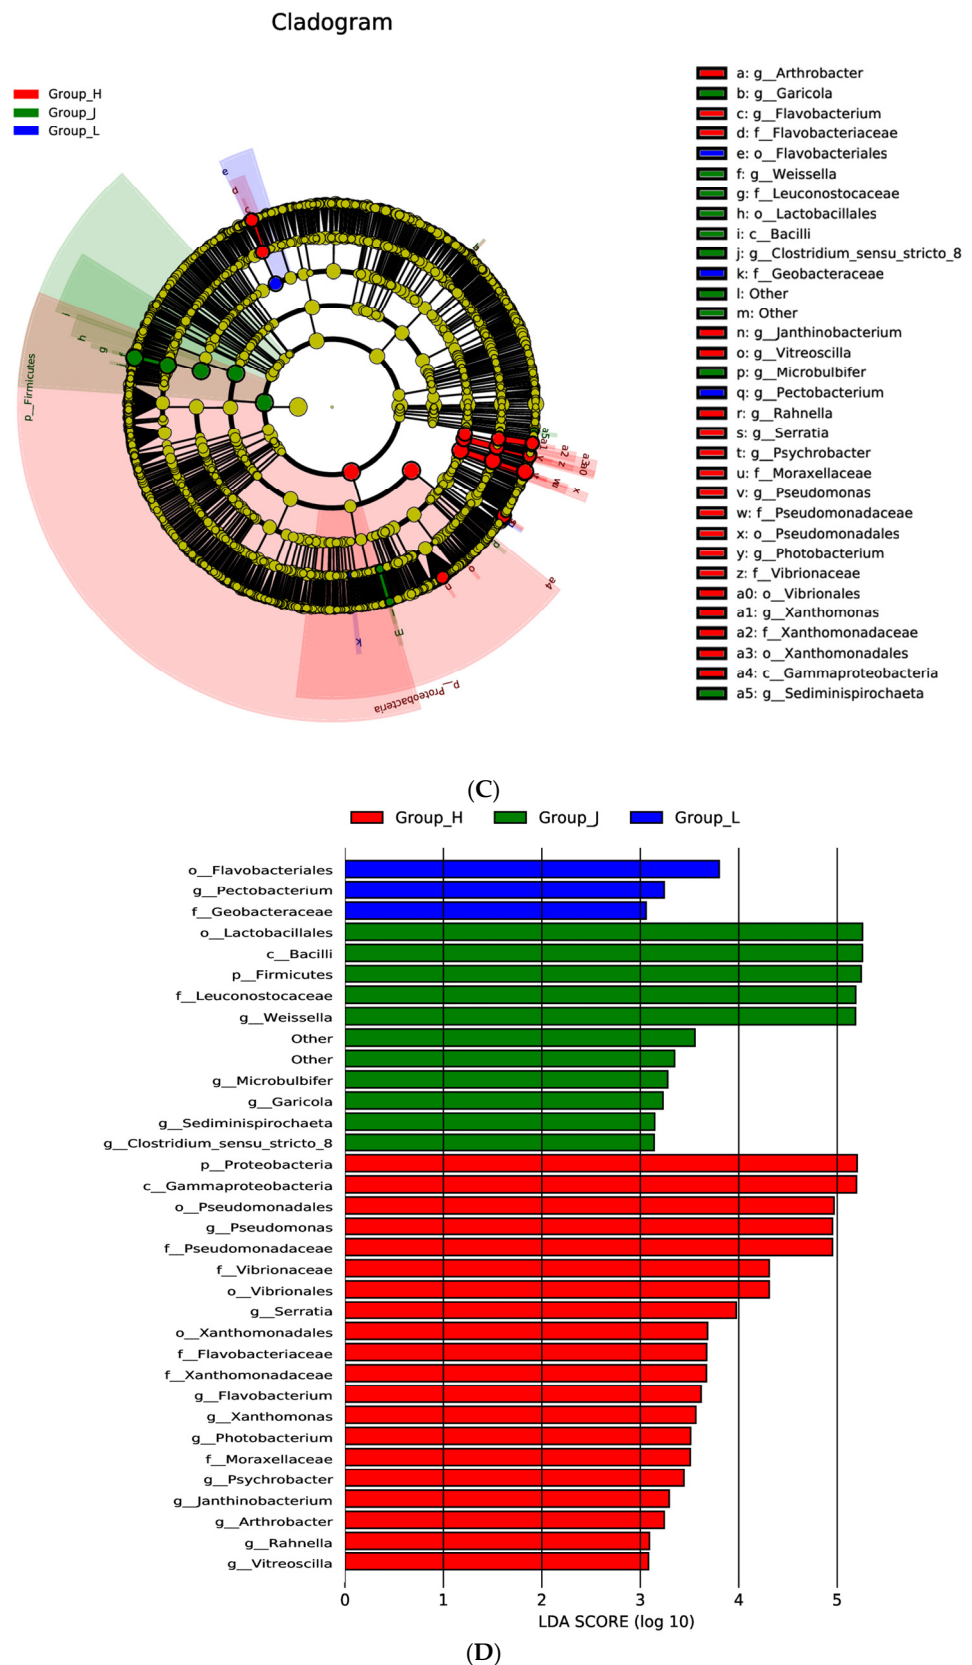 Cladogram
Group_H
Group_J
Group_L
a: g__Arthrobacter
b: g__Garicola
c: g__Flavobacterium
d: f__Flavobacteriaceae
e: o__Flavobacteriales
f: g__Weissella
g: f__Leuconostocaceae
h: o__Lactobacillales
i: c__Bacilli
j: g__Clostridium_sensu_stricto_8
k: f__Geobacteraceae
l: Other
m: Other
n: g__Janthinobacterium
o: g__Vitreoscilla
p: g__Microbulbifer
q: g__Pectobacterium
r: g__Rahnella
s: g__Serratia
t: g__Psychrobacter
u: f__Moraxellaceae
v: g__Pseudomonas
w: f__Pseudomonadaceae
x: o__Pseudomonadales
y: g__Photobacterium
z: f__Vibrionaceae
a0: o__Vibrionales
a1: g__Xanthomonas
a2: f__Xanthomonadaceae
a3: o__Xanthomonadales
a4: c__Gammaproteobacteria
a5: g__Sediminispirochaeta
e
h
g
p__Firmicutes
a5
a1
a2
z
x
o
a4
k
m
p__Proteobacteria
(C)
Group_H
Group_J
Group_L
o__Flavobacteriales
g__Pectobacterium
f__Geobacteraceae
o__Lactobacillales
c__Bacilli
p__Firmicutes
f__Leuconostocaceae
g__Weissella
Other
Other
g__Microbulbifer
g__Garicola
g__Sediminispirochaeta
g__Clostridium_sensu_stricto_8
p__Proteobacteria
c__Gammaproteobacteria
o__Pseudomonadales
g__Pseudomonas
f__Pseudomonadaceae
f__Vibrionaceae
o__Vibrionales
g__Serratia
o__Xanthomonadales
f__Flavobacteriaceae
f__Xanthomonadaceae
g__Flavobacterium
g__Xanthomonas
g__Photobacterium
f__Moraxellaceae
g__Psychrobacter
g__Janthinobacterium
g__Arthrobacter
g__Rahnella
g__Vitreoscilla
0 1 2 3 4 5
LDA SCORE (log 10)
(D)